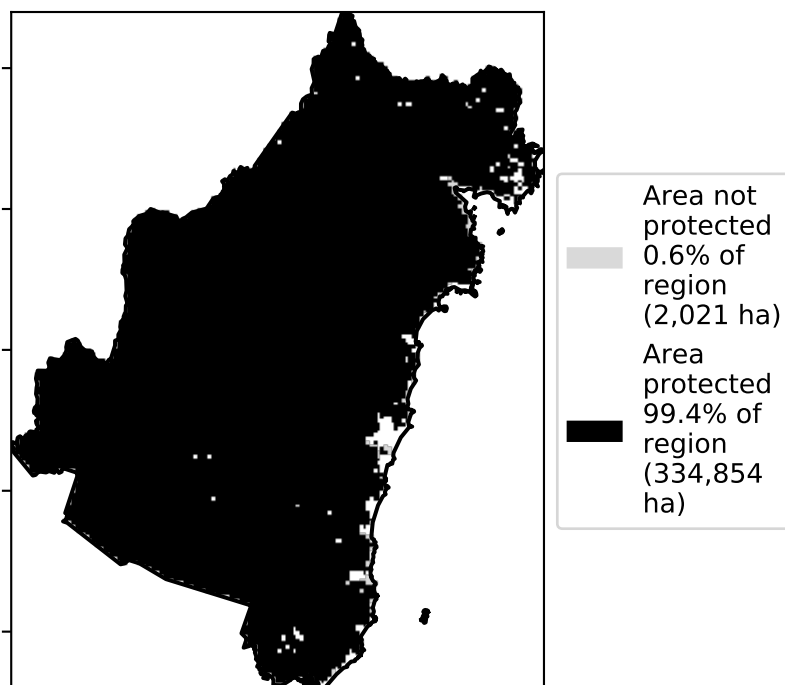 Area not
protected
0.6% of
region
(2,021 ha)
Area
protected
99.4% of
region
(334,854
ha)